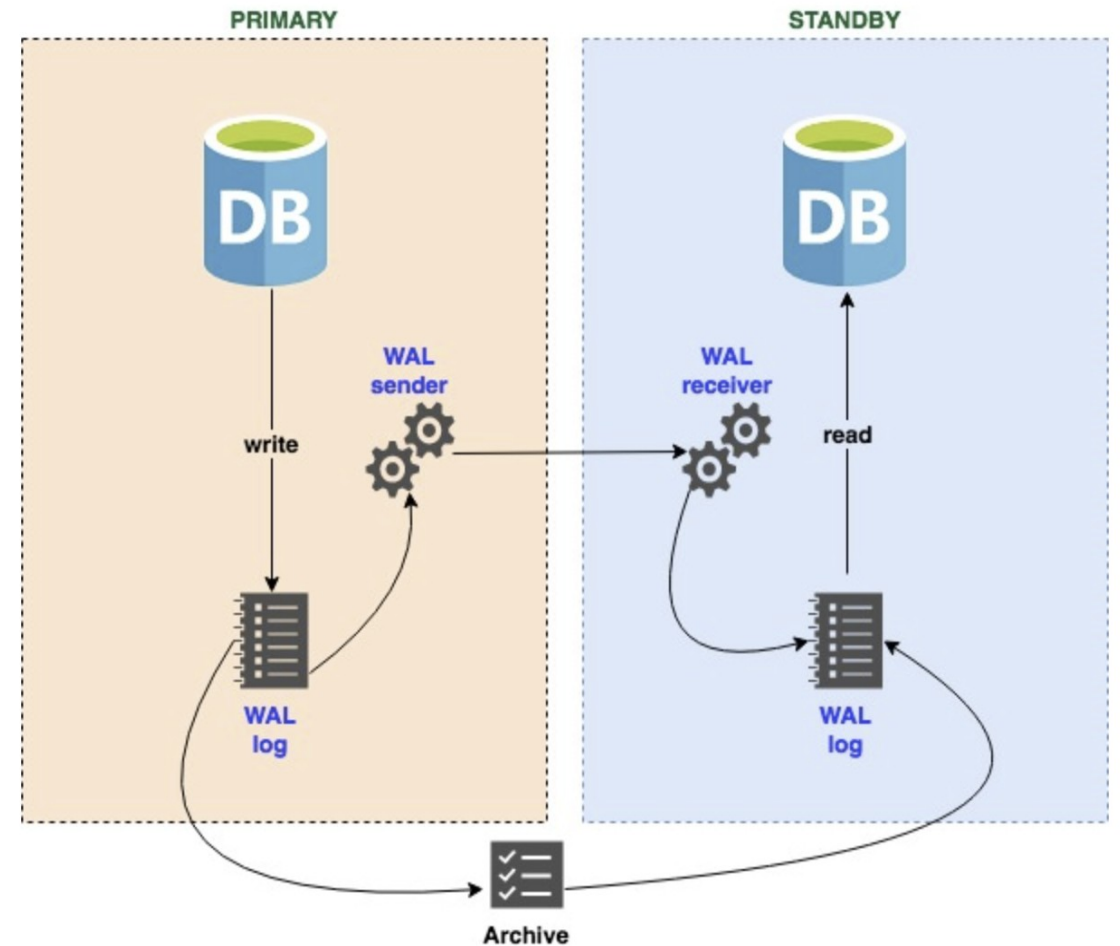 PRIMARY
STANDBY
DB
DB
WAL
sender
WAL
receiver
write
read
WAL
log
WAL
log
Archive